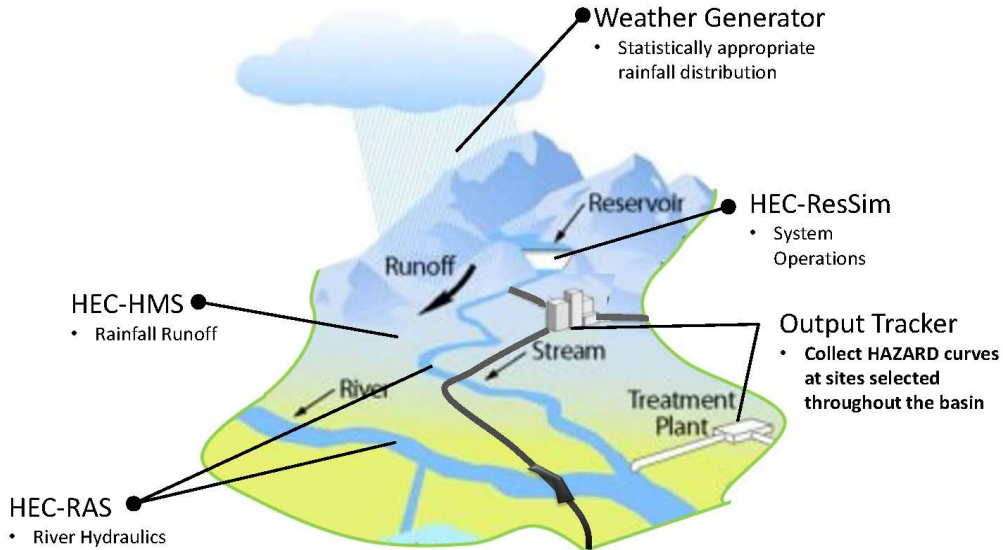 Weather Generator
• Statistically appropriate
rainfall distribution
Reservoir
HEC-ResSim
• System
Operations
Runoff
HEC-HMS
• Rainfall Runoff
Output Tracker
• Collect HAZARD curves
at sites selected
throughout the basin
Stream
River
Treatment
Plant
HEC-RAS
• River Hydraulics